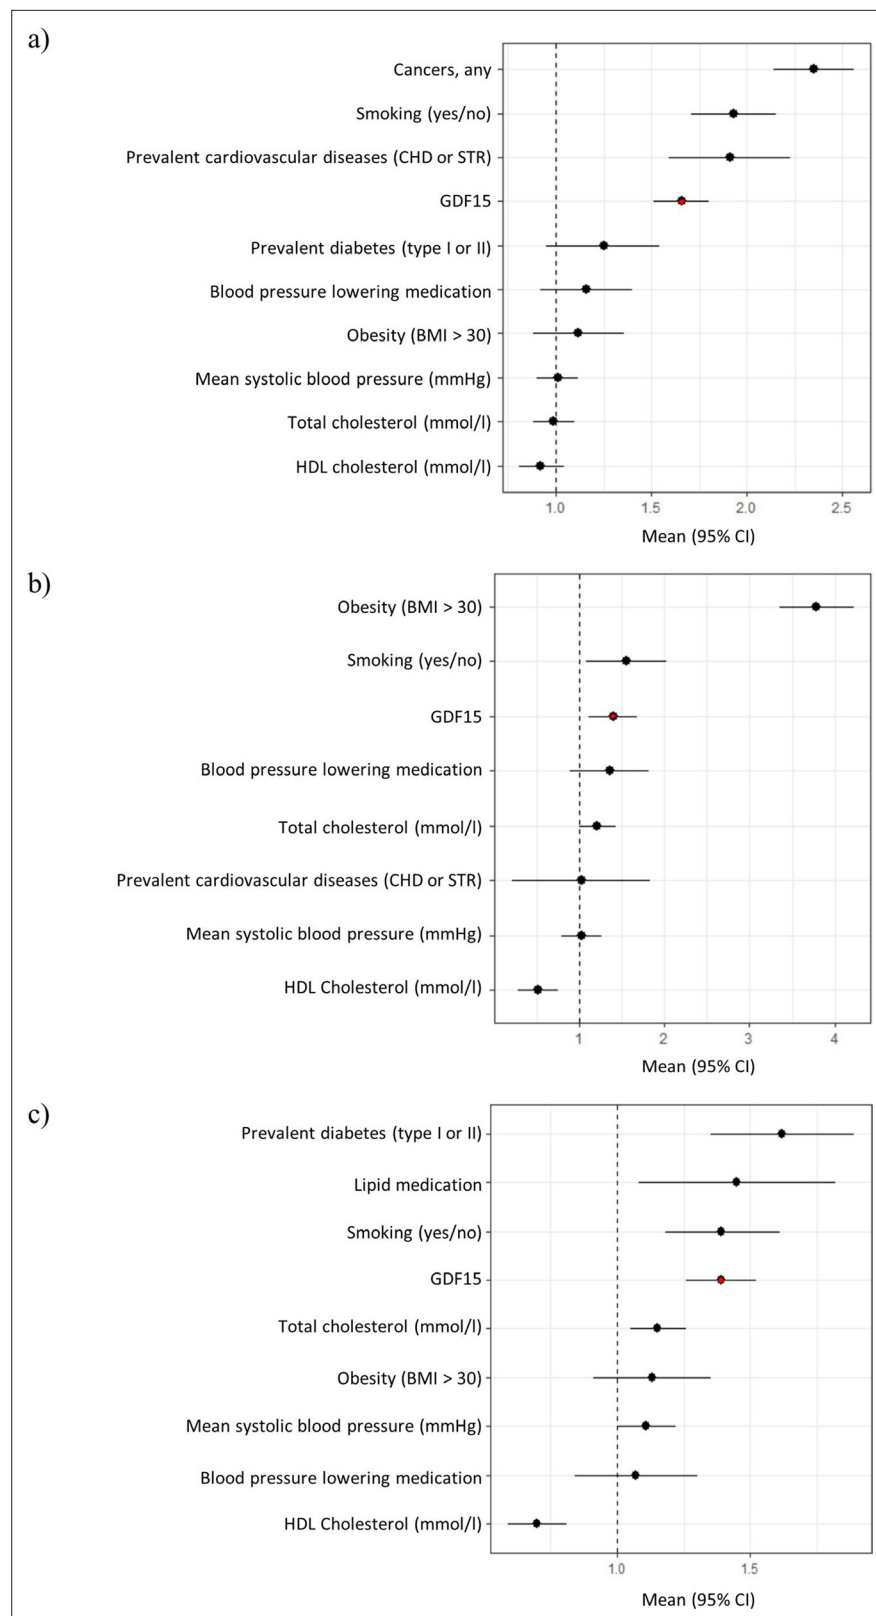 a)
Cancers, any
Smoking (yes/no)
Prevalent cardiovascular diseases (CHD or STR)
GDF15
Prevalent diabetes (type I or II)
Blood pressure lowering medication
Obesity (BMI > 30)
Mean systolic blood pressure (mmHg)
Total cholesterol (mmol/l)
HDL cholesterol (mmol/l)
1.0 1.5 2.0 2.5
Mean (95% CI)
b)
Obesity (BMI > 30)
Smoking (yes/no)
GDF15
Blood pressure lowering medication
Total cholesterol (mmol/l)
Prevalent cardiovascular diseases (CHD or STR)
Mean systolic blood pressure (mmHg)
HDL Cholesterol (mmol/l)
1 2 3 4
Mean (95% CI)
c)
Prevalent diabetes (type I or II)
Lipid medication
Smoking (yes/no)
GDF15
Total cholesterol (mmol/l)
Obesity (BMI > 30)
Mean systolic blood pressure (mmHg)
Blood pressure lowering medication
HDL Cholesterol (mmol/l)
1.0 1.5
Mean (95% CI)